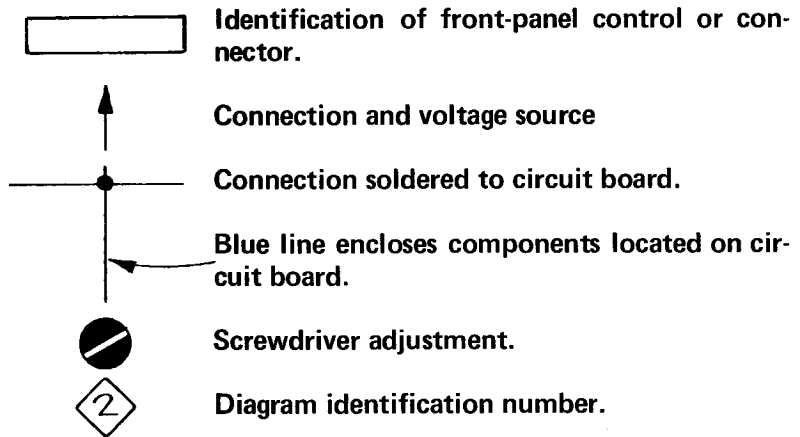 Identification of front-panel control or con-
nector.
Connection and voltage source
Connection soldered to circuit board.
Blue line encloses components located on cir-
cuit board.
Screwdriver adjustment.
2 Diagram identification number.